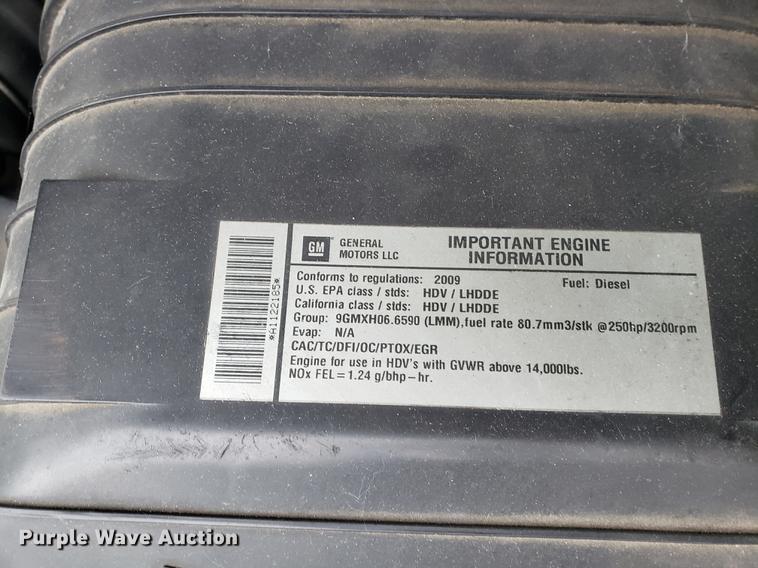 *A1122185*
GM
GENERAL
MOTORS LLC
IMPORTANT ENGINE
INFORMATION
Conforms to regulations: 2009 Fuel: Diesel
U.S. EPA class / stds: HDV / LHDDE
California class / stds: HDV / LHDDE
Group: 9GMXH06.6590 (LMM),fuel rate 80.7mm3/stk @250hp/3200rpm
Evap: N/A
CAC/TC/DFI/OC/PTOX/EGR
Engine for use in HDV's with GVWR above 14,000lbs.
NOx FEL=1.24 g/bhp-hr.
Purple Wave Auction